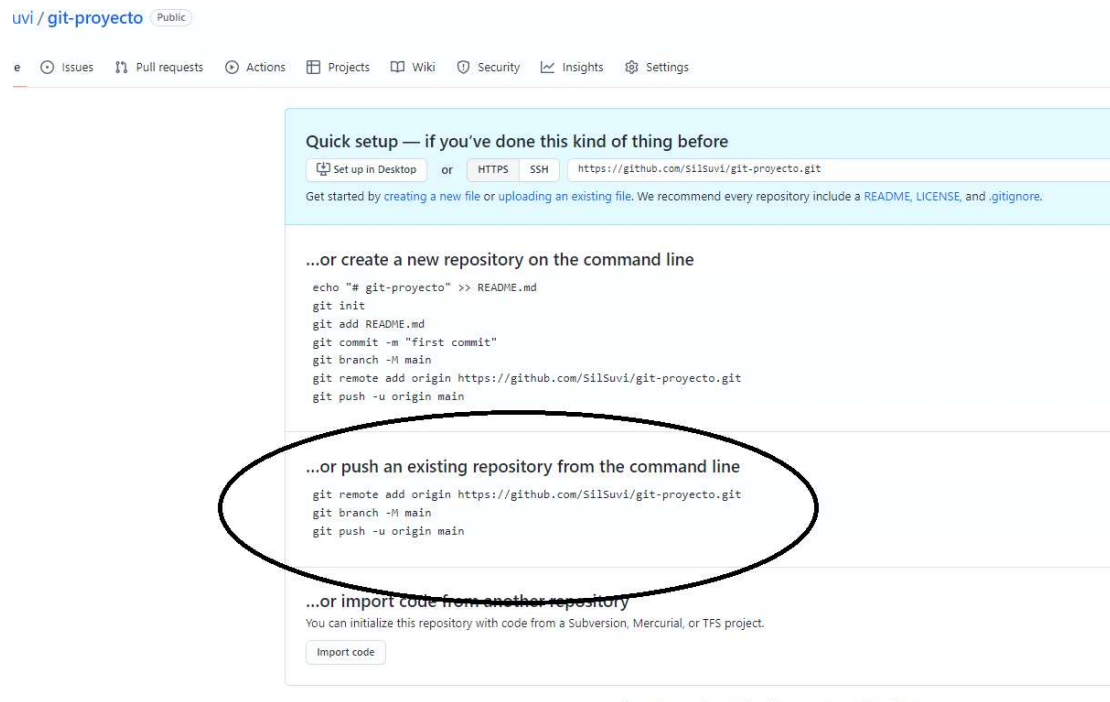 uvi / git-proyecto Public
e Issues Pull requests Actions Projects Wiki Security Insights Settings
Quick setup — if you've done this kind of thing before
Set up in Desktop or HTTPS SSH https://github.com/SilSuvi/git-proyecto.git
Get started by creating a new file or uploading an existing file. We recommend every repository include a README, LICENSE, and .gitignore.
...or create a new repository on the command line
echo "# git-proyecto" >> README.md
git init
git add README.md
git commit -m "first commit"
git branch -M main
git remote add origin https://github.com/SilSuvi/git-proyecto.git
git push -u origin main
...or push an existing repository from the command line
git remote add origin https://github.com/SilSuvi/git-proyecto.git
git branch -M main
git push -u origin main
...or import code from another repository
You can initialize this repository with code from a Subversion, Mercurial, or TFS project.
Import code